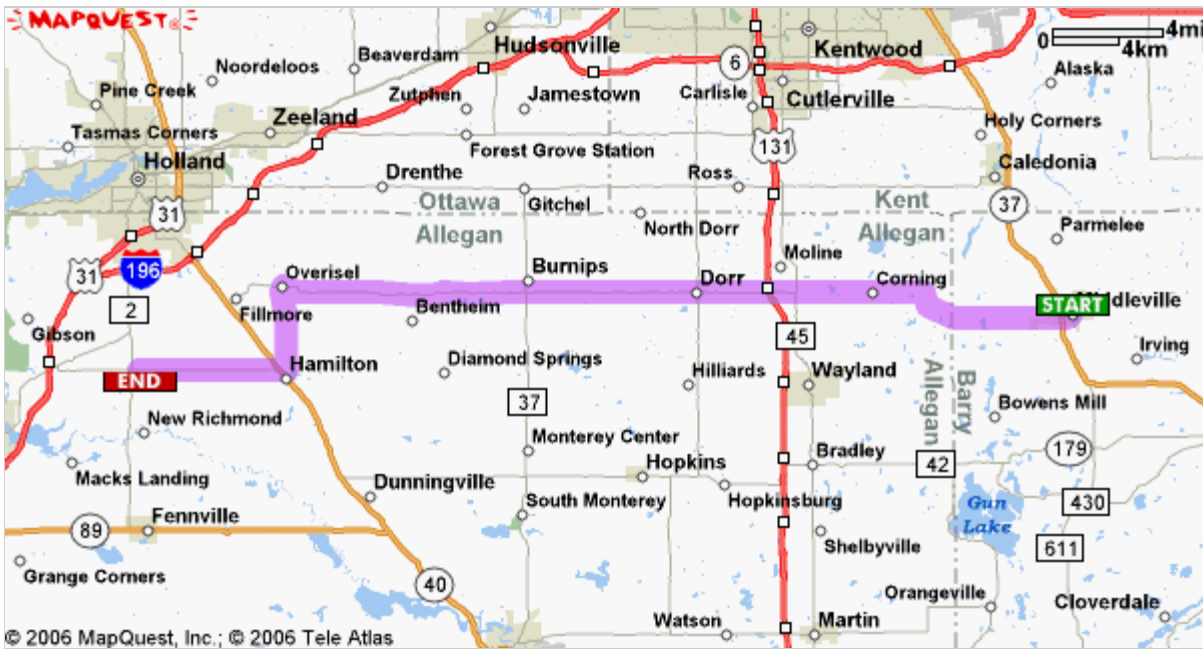 MAPQUEST
Hudsonville
Kentwood
0
4mi
4km
Noordeloos
Beaverdam
6
Alaska
Pine Creek
Zutphen
Jamestown
Carlisle
Cutlerville
Zeeland
Tasmas Corners
Holy Corners
131
Holland
Forest Grove Station
Caledonia
Drenthe
Ross
Ottawa
Gitchel
Kent
37
31
Allegan
North Dorr
Allegan
Parmelee
Moline
31
196
Overisel
Burnips
Dorr
Corning
2
Fillmore
Bentheim
START
dleville
Gibson
45
Irving
Hamilton
Diamond Springs
Hilliards
Wayland
END
Allegan
Barry
37
Bowens Mill
New Richmond
Monterey Center
179
Bradley
42
Macks Landing
Hopkins
Dunningville
South Monterey
Hopkinsburg
Gun
Lake
430
89
Fennville
Shelbyville
611
Grange Corners
40
Orangeville
Cloverdale
Watson
Martin
© 2006 MapQuest, Inc.; © 2006 Tele Atlas